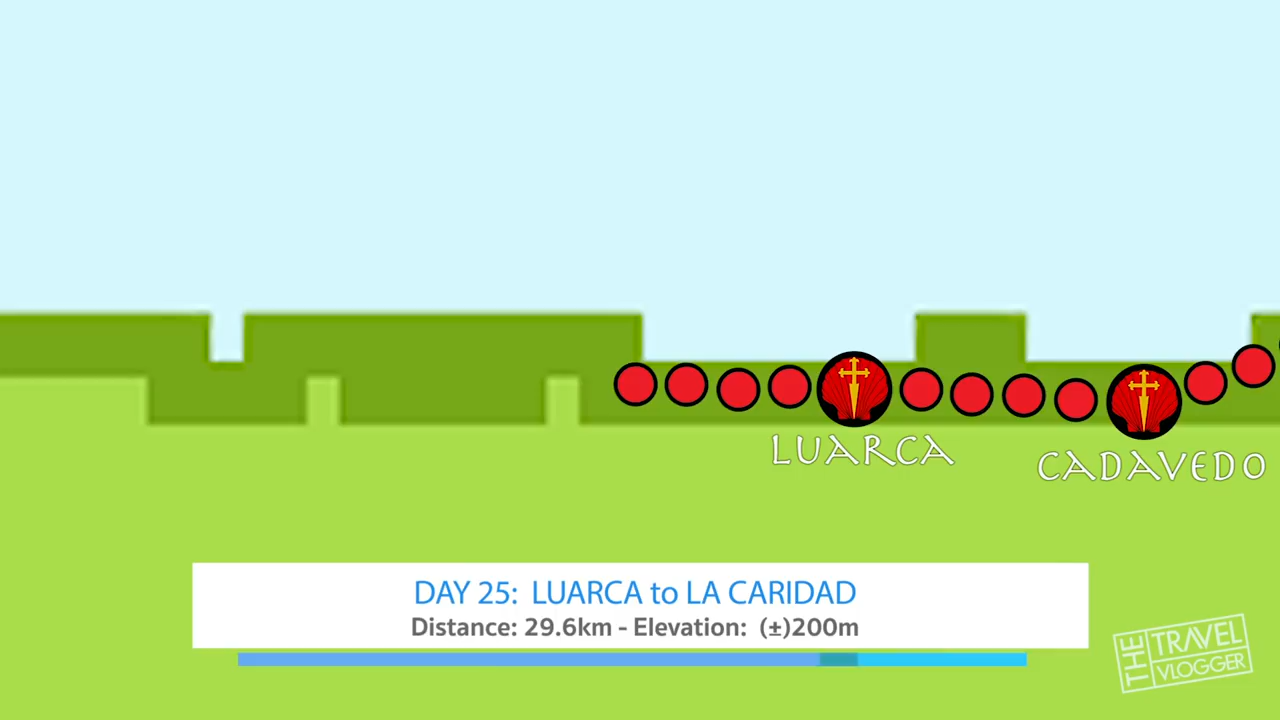 LUARCA
CADAVEDO
DAY 25: LUARCA to LA CARIDAD
Distance: 29.6km - Elevation: (±)200m
THE TRAVEL VLOGGER